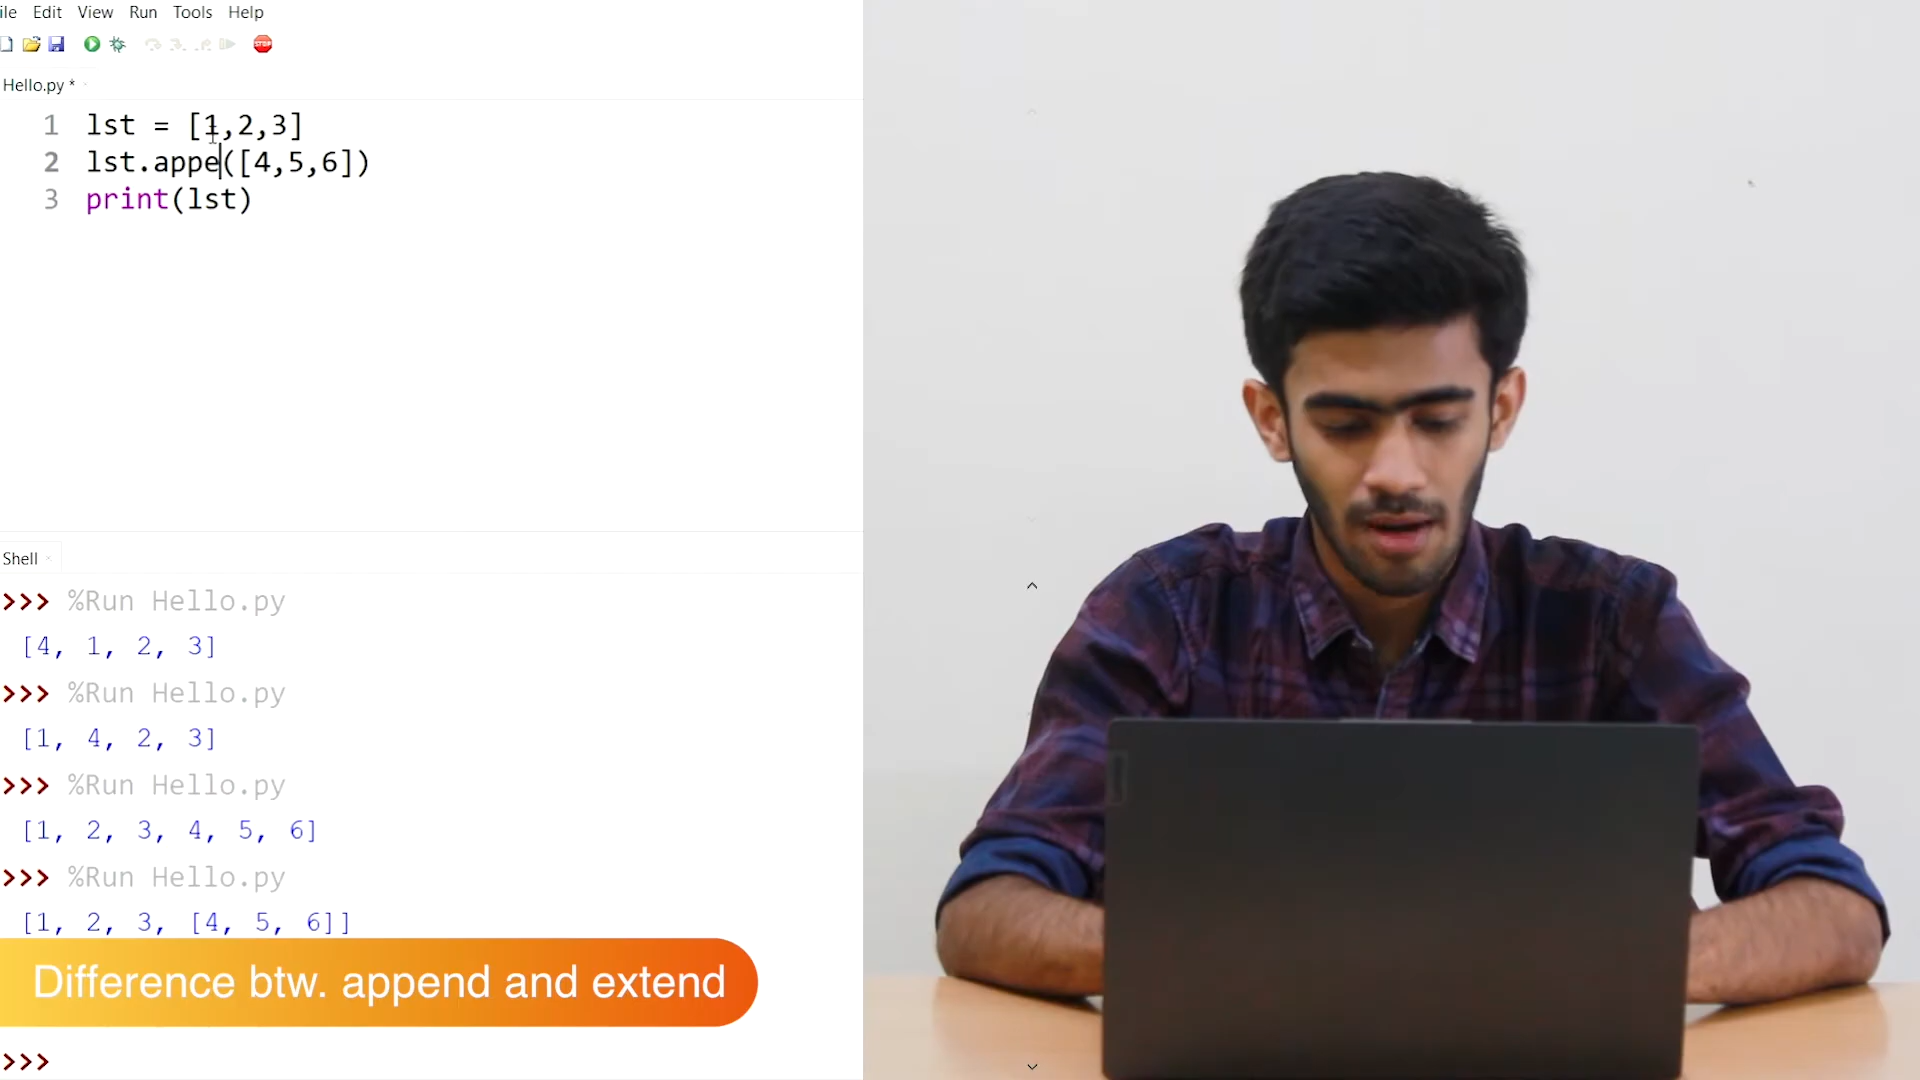 ile Edit View Run Tools Help
Hello.py *
1 lst = [1,2,3]
2 lst.appe([4,5,6])
3 print(lst)
Shell
>>> %Run Hello.py
[4, 1, 2, 3]
>>> %Run Hello.py
[1, 4, 2, 3]
>>> %Run Hello.py
[1, 2, 3, 4, 5, 6]
>>> %Run Hello.py
[1, 2, 3, [4, 5, 6]]
Difference btw. append and extend
>>>